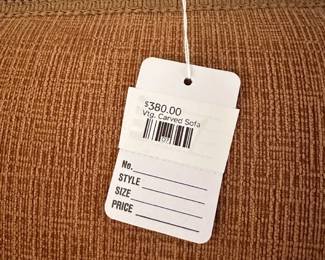 $380.00
Vtg. Carved Sofa
No.
STYLE
SIZE
PRICE